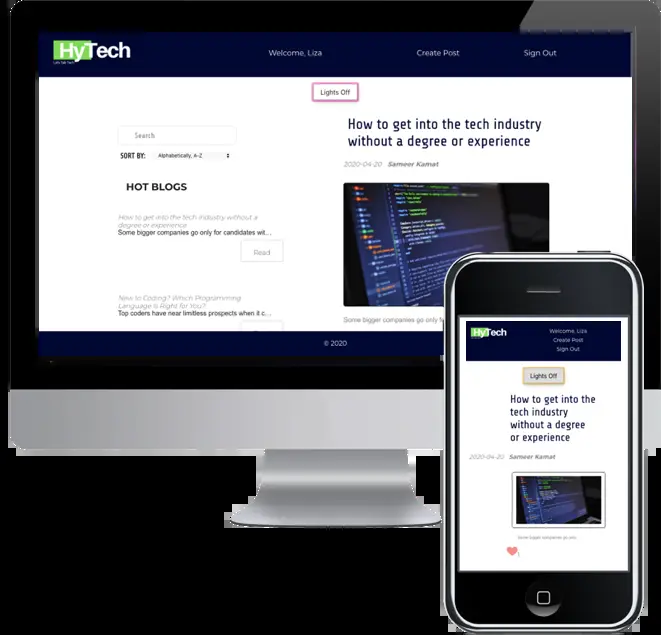 HyTech
Welcome, Liza
Create Post
Sign Out
Lights Off
Search
SORT BY: Alphabetically, A-Z
HOT BLOGS
How to get into the tech industry without a
degree or experience
Some bigger companies go only for candidates wit...
Read
New to Coding? Which Programming
Language Is Right for You?
Top coders have near limitless prospects when it c...
How to get into the tech industry
without a degree or experience
2020-04-20 Sameer Kamat
Some bigger companies go only f
© 2020
HyTech
Welcome, Liza
Create Post
Sign Out
Lights Off
How to get into the
tech industry
without a degree
or experience
2020-04-20 Sameer Kamat
Some bigger companies go only
1